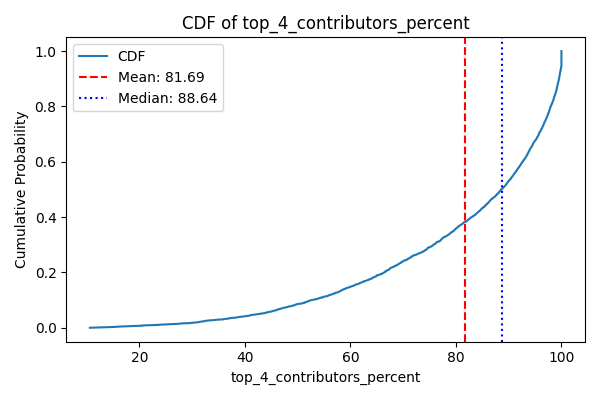 CDF of top_4_contributors_percent
CDF
Mean: 81.69
Median: 88.64
Cumulative Probability
1.0
0.8
0.6
0.4
0.2
0.0
20 40 60 80 100
top_4_contributors_percent